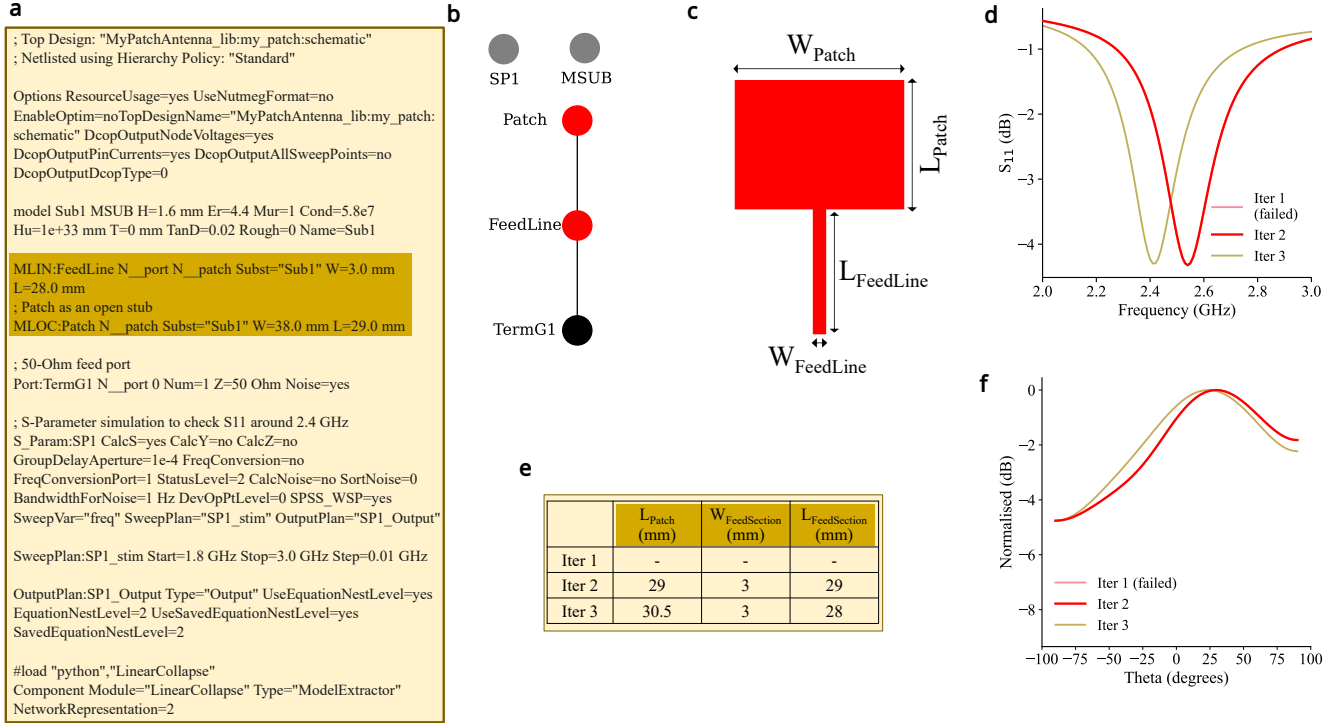 a
; Top Design: "MyPatchAntenna_lib:my_patch:schematic"
; Netlisted using Hierarchy Policy: "Standard"
Options ResourceUsage=yes UseNutmegFormat=no
EnableOptim=noTopDesignName="MyPatchAntenna_lib:my_patch:
schematic" DcopOutputNodeVoltages=yes
DcopOutputPinCurrents=yes DcopOutputAllSweepPoints=no
DcopOutputDcopType=0
model Sub1 MSUB H=1.6 mm Er=4.4 Mur=1 Cond=5.8e7
Hu=1e+33 mm T=0 mm TanD=0.02 Rough=0 Name=Sub1
MLIN:FeedLine N__port N__patch Subst="Sub1" W=3.0 mm
L=28.0 mm
; Patch as an open stub
MLOC:Patch N__patch Subst="Sub1" W=38.0 mm L=29.0 mm
; 50-Ohm feed port
Port:TermG1 N__port 0 Num=1 Z=50 Ohm Noise=yes
; S-Parameter simulation to check S11 around 2.4 GHz
S_Param:SP1 CalcS=yes CalcY=no CalcZ=no
GroupDelayAperture=1e-4 FreqConversion=no
FreqConversionPort=1 StatusLevel=2 CalcNoise=no SortNoise=0
BandwidthForNoise=1 Hz DevOpPtLevel=0 SPSS_WSP=yes
SweepVar="freq" SweepPlan="SP1_stim" OutputPlan="SP1_Output"
SweepPlan:SP1_stim Start=1.8 GHz Stop=3.0 GHz Step=0.01 GHz
OutputPlan:SP1_Output Type="Output" UseEquationNestLevel=yes
EquationNestLevel=2 UseSavedEquationNestLevel=yes
SavedEquationNestLevel=2
#load "python","LinearCollapse"
Component Module="LinearCollapse" Type="ModelExtractor"
NetworkRepresentation=2
b
SP1 MSUB
Patch
FeedLine
TermG1
c
W_Patch
L_Patch
L_FeedLine
W_FeedLine
d
S_11 (dB)
−1
−2
−3
−4
2.0 2.2 2.4 2.6 2.8 3.0
Frequency (GHz)
Iter 1
(failed)
Iter 2
Iter 3
e
L_Patch (mm) W_FeedSection (mm) L_FeedSection (mm)
Iter 1 - - -
Iter 2 29 3 29
Iter 3 30.5 3 28
f
Normalised (dB)
0
−2
−4
−6
−8
−100 −75 −50 −25 0 25 50 75 100
Theta (degrees)
Iter 1 (failed)
Iter 2
Iter 3